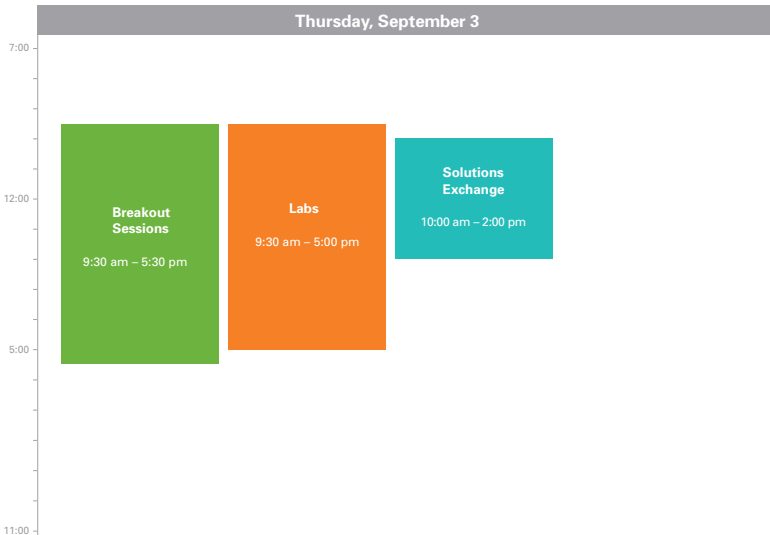 Thursday, September 3
7:00
12:00
5:00
11:00
Breakout
Sessions
9:30 am – 5:30 pm
Labs
9:30 am – 5:00 pm
Solutions
Exchange
10:00 am – 2:00 pm